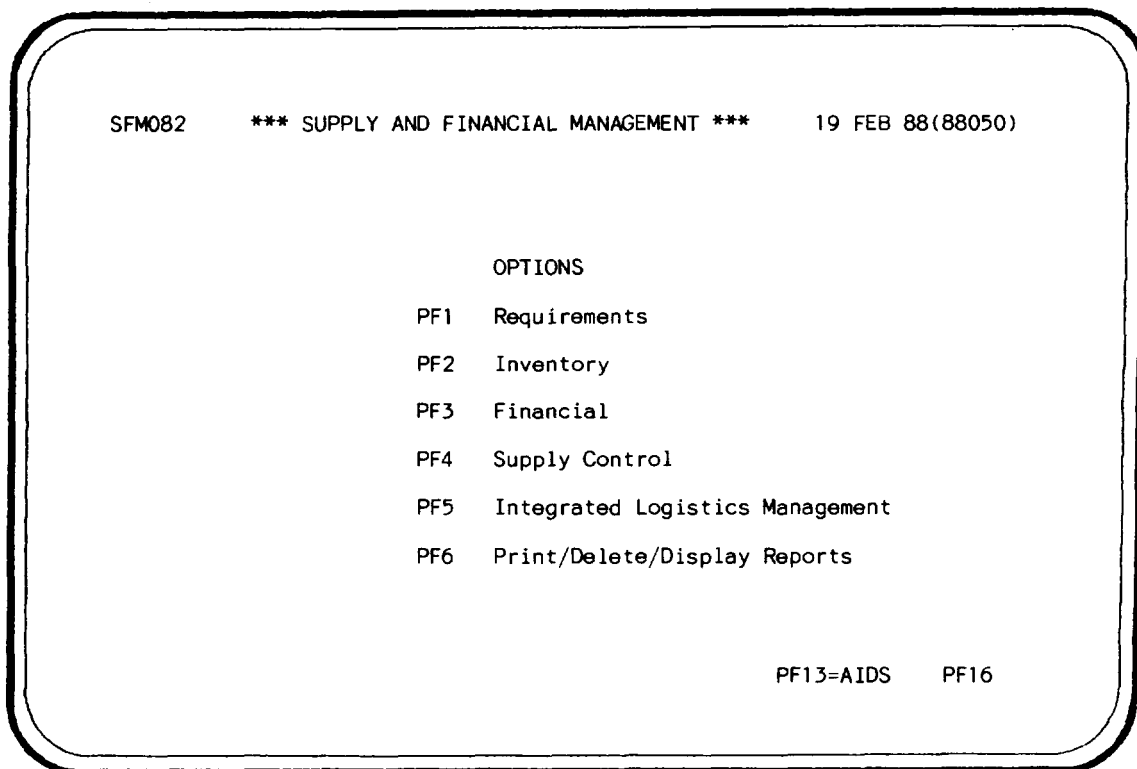 SFM082 *** SUPPLY AND FINANCIAL MANAGEMENT *** 19 FEB 88(88050)
OPTIONS
PF1 Requirements
PF2 Inventory
PF3 Financial
PF4 Supply Control
PF5 Integrated Logistics Management
PF6 Print/Delete/Display Reports
PF13=AIDS PF16